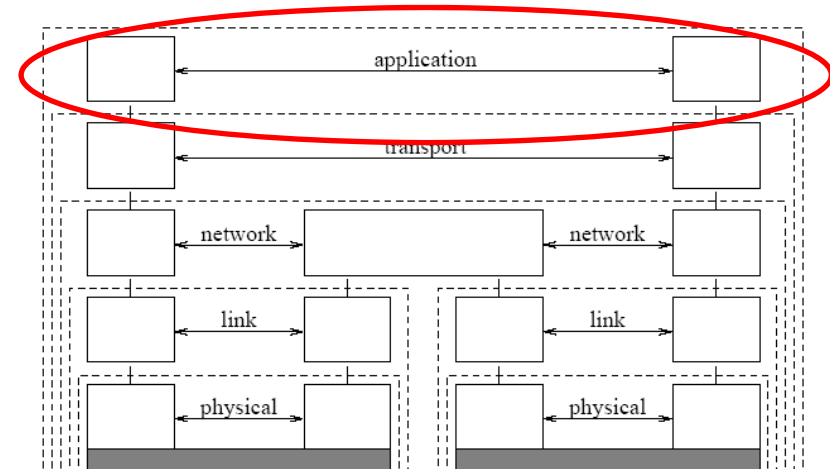 application
transport
network network
link link
physical physical